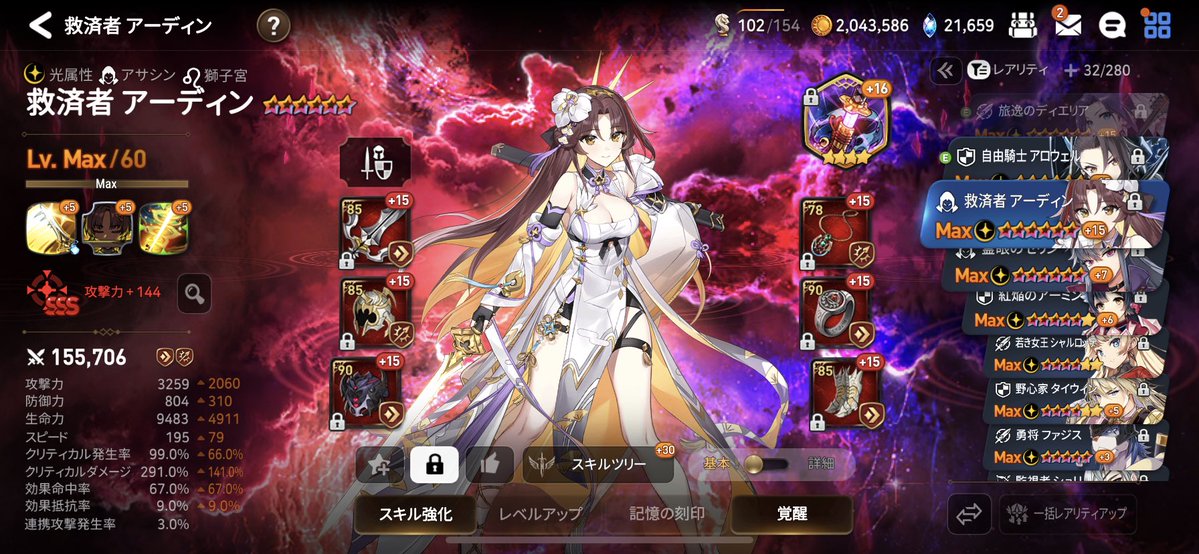 救済者 アーディン
?
102/154
2,043,586
21,659
2
光属性 アサシン 獅子宮
救済者 アーディン
Lv. Max/60
Max
+5
+5
+5
SSS
攻撃力+144
155,706
攻撃力 3259 2060
防御力 804 310
生命力 9483 4911
スピード 195 79
クリティカル発生率 99.0% 66.0%
クリティカルダメージ 291.0% 141.0%
効果命中率 67.0% 67.0%
効果抵抗率 9.0% 9.0%
連携攻撃発生率 3.0%
85 +15
85 +15
90 +15
+16
78 +15
90 +15
85 +15
スキルツリー +30
基本 詳細
スキル強化
レベルアップ
記憶の刻印
覚醒
レアリティ
32/280
旅逸のディエリア
Max +15
E 自由騎士 アロウェル
救済者 アーディン
Max +15
Max +7
紅焔のアーミン
Max +6
若き女王 シャルロッテ
Max
野心家 タイウィン
Max +5
勇将 ファジス
Max +3
一括レアリティアップ